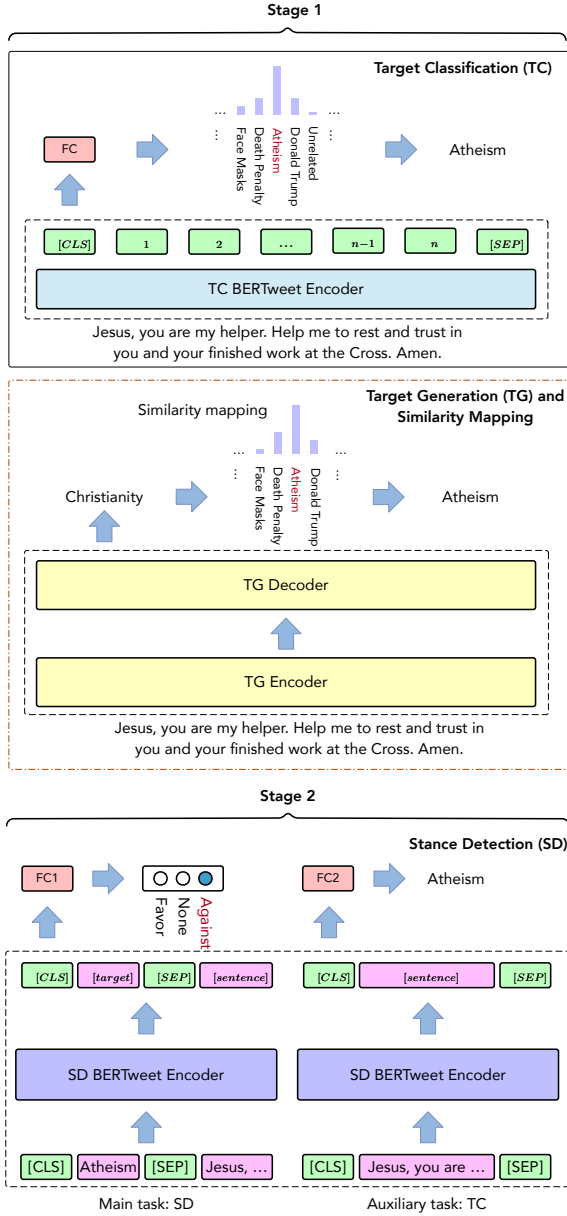 Stage 1
Target Classification (TC)
...
...
Face Masks
Death Penalty
Atheism
Donald Trump
Unrelated
...
...
FC
Atheism
[CLS]
1
2
...
n−1
n
[SEP]
TC BERTweet Encoder
Jesus, you are my helper. Help me to rest and trust in
you and your finished work at the Cross. Amen.
Target Generation (TG) and
Similarity Mapping
Similarity mapping
...
...
Face Masks
Death Penalty
Atheism
Donald Trump
...
...
Christianity
Atheism
TG Decoder
TG Encoder
Jesus, you are my helper. Help me to rest and trust in
you and your finished work at the Cross. Amen.
Stage 2
Stance Detection (SD)
FC1
Favor
None
Against
FC2
Atheism
[CLS]
[target]
[SEP]
[sentence]
[CLS]
[sentence]
[SEP]
SD BERTweet Encoder
SD BERTweet Encoder
[CLS]
Atheism
[SEP]
Jesus, ...
[CLS]
Jesus, you are ...
[SEP]
Main task: SD
Auxiliary task: TC